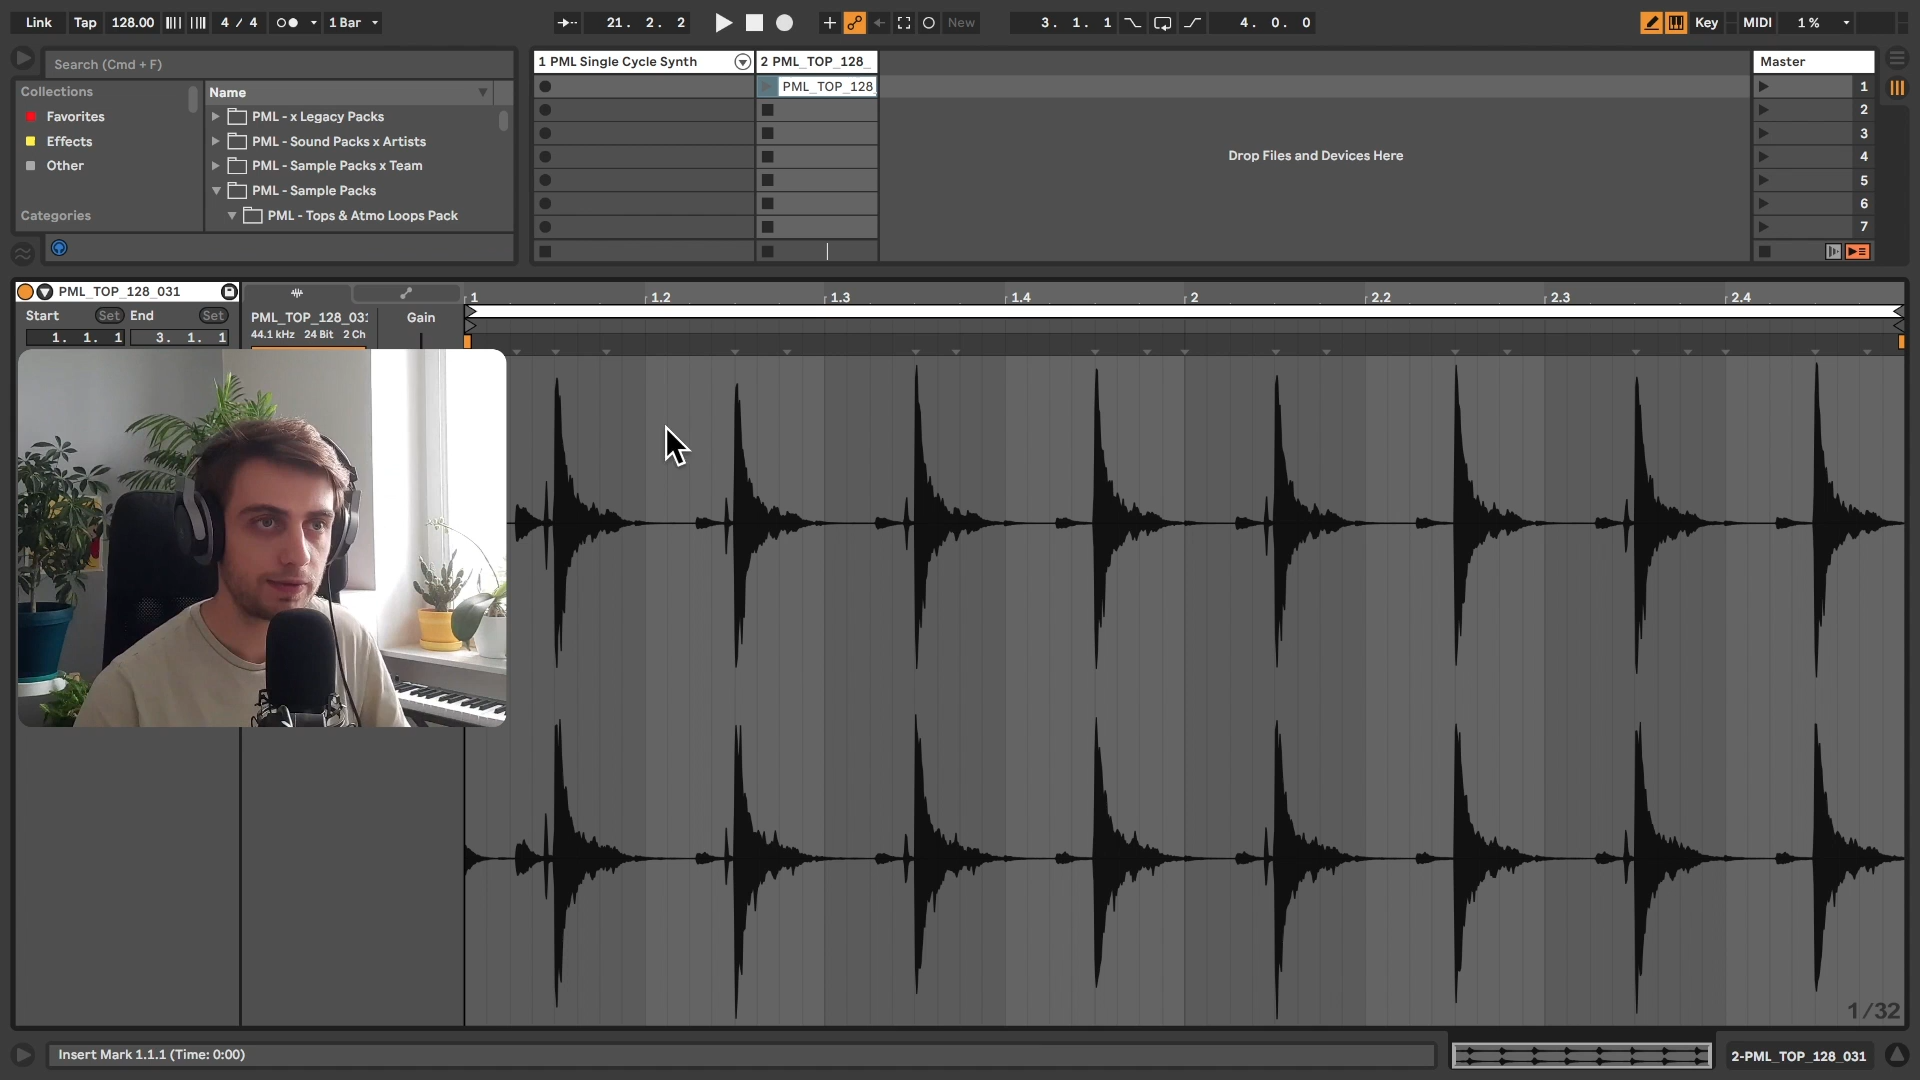 Link Tap 128.00 4 / 4 1 Bar 21. 2. 2 New 3. 1. 1 4. 0. 0 Key MIDI 1 %
Search (Cmd + F)
Collections
Favorites
Effects
Other
Categories
Name
PML - x Legacy Packs
PML - Sound Packs x Artists
PML - Sample Packs x Team
PML - Sample Packs
PML - Tops & Atmo Loops Pack
1 PML Single Cycle Synth
2 PML_TOP_128_
PML_TOP_128_
Drop Files and Devices Here
Master
1
2
3
4
5
6
7
PML_TOP_128_031
Start Set End Set
1. 1. 1 3. 1. 1
PML_TOP_128_031
44.1 kHz 24 Bit 2 Ch
Gain
1 1.2 1.3 1.4 2 2.2 2.3 2.4
1/32
Insert Mark 1.1.1 (Time: 0:00)
2-PML_TOP_128_031